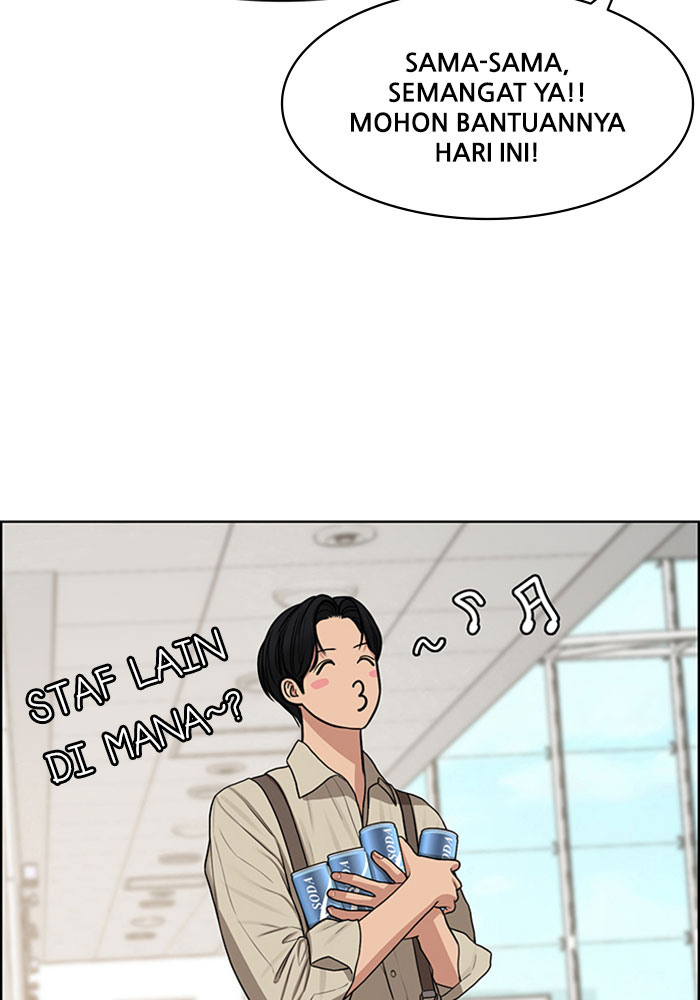 SAMA-SAMA,
SEMANGAT YA!!
MOHON BANTUANNYA
HARI INI!
STAF LAIN
DI MANA~?
SODA
SODA
SODA
SODA